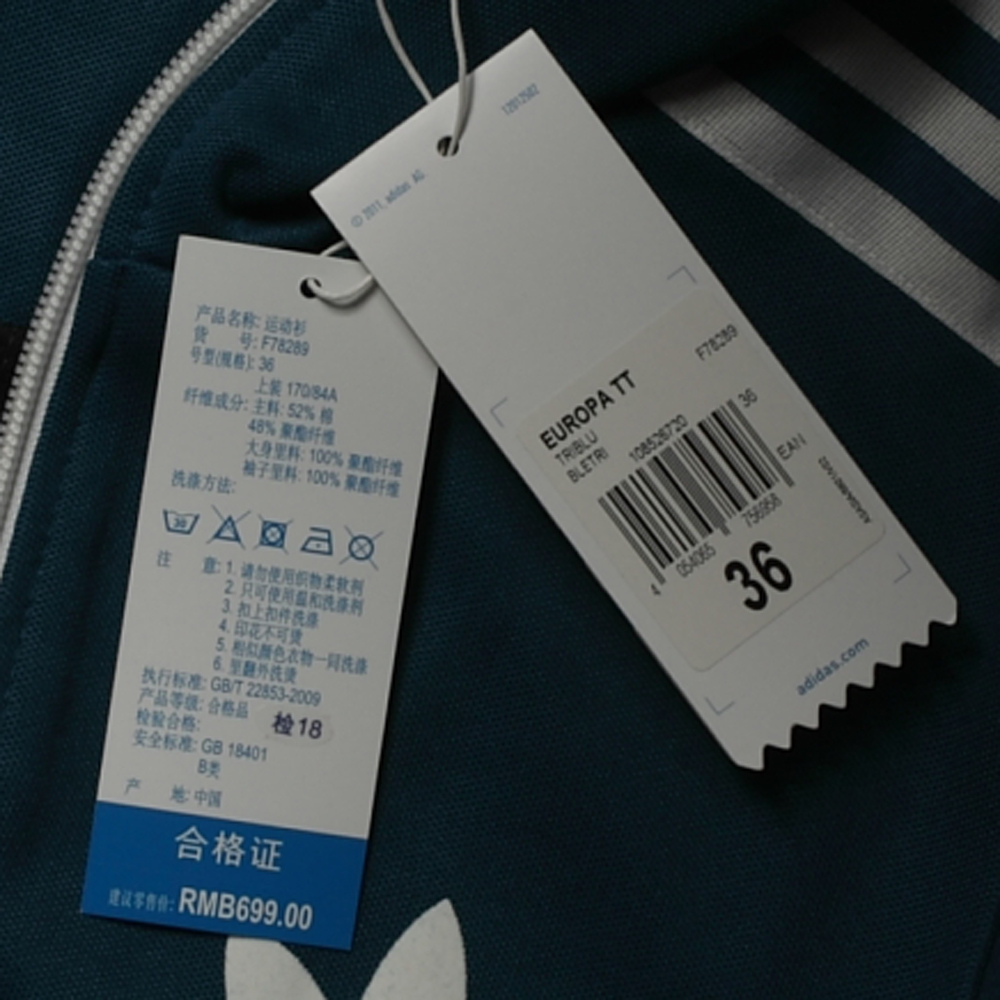 产品名称: 运动衫
货 号: F78289
号型(规格): 36
上装 170/84A
纤维成分: 主料: 52% 棉
48% 聚酯纤维
大身里料: 100% 聚酯纤维
袖子里料: 100% 聚酯纤维
洗涤方法:
30
注 意: 1. 请勿使用织物柔软剂
2. 只可使用温和洗涤剂
3. 扣上扣件洗涤
4. 印花不可烫
5. 相似颜色衣物一同洗涤
6. 里翻外洗烫
执行标准: GB/T 22853-2009
产品等级: 合格品
检验合格: 检18
安全标准: GB 18401
B类
产 地: 中国
合格证
建议零售价: RMB699.00
12012502
© 2011, adidas AG.
F78289
EUROPA TT
TRIBLU
BLETRI
108526720
36
EAN
4 054065 756958
36
adidas.com